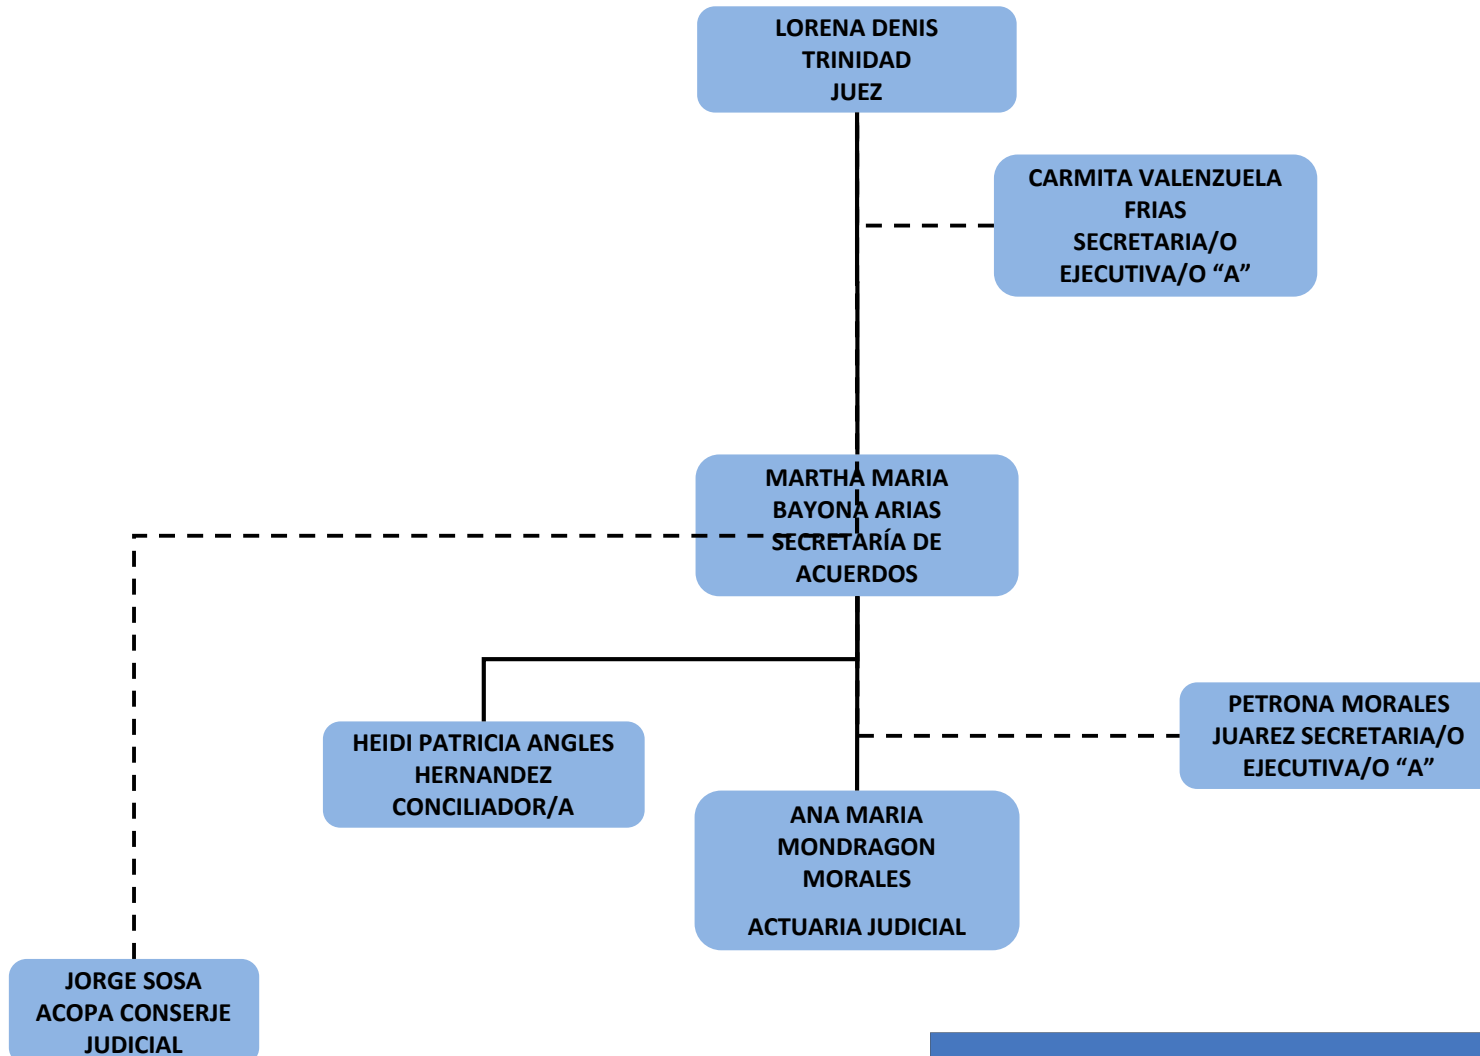 LORENA DENIS
TRINIDAD
JUEZ
CARMITA VALENZUELA
FRIAS
SECRETARIA/O
EJECUTIVA/O “A”
MARTHA MARIA
BAYONA ARIAS
SECRETARÍA DE
ACUERDOS
HEIDI PATRICIA ANGLES
HERNANDEZ
CONCILIADOR/A
PETRONA MORALES
JUAREZ SECRETARIA/O
EJECUTIVA/O “A”
ANA MARIA
MONDRAGON
MORALES
ACTUARIA JUDICIAL
JORGE SOSA
ACOPA CONSERJE
JUDICIAL